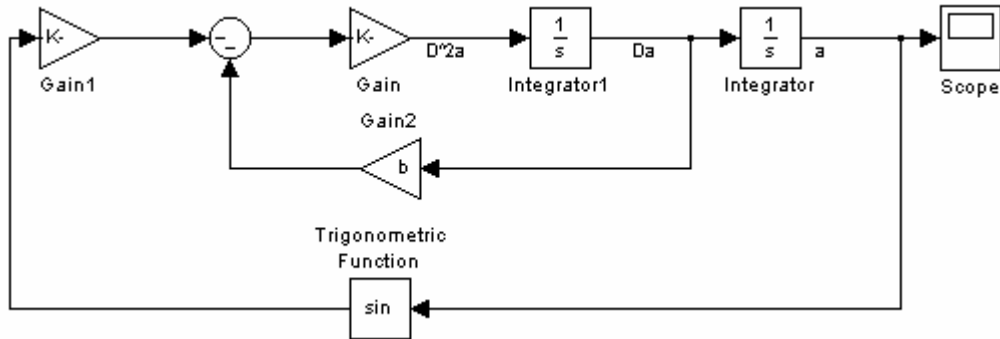 K-
Gain1
K-
Gain
D^2a
1
s
Integrator1
Da
1
s
Integrator
a
Scope
Gain2
b
Trigonometric
Function
sin